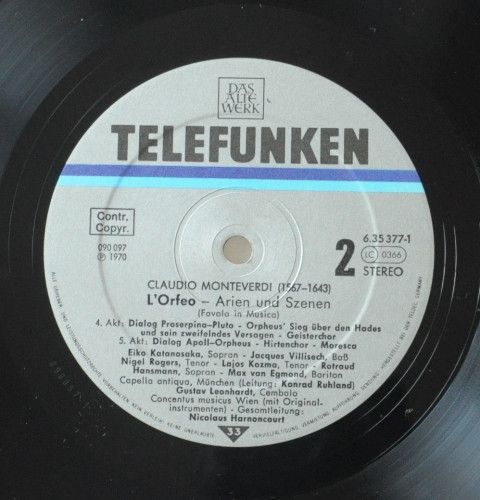 DAS
ALTE
WERK
TELEFUNKEN
Contr.
Copyr.
090 097
℗ 1970
6.35 377-1
2
LC 0366
STEREO
CLAUDIO MONTEVERDI (1567–1643)
L'Orfeo – Arien und Szenen
(Favola in Musica)
4. Akt: Dialog Proserpina–Pluto – Orpheus' Sieg über den Hades
und sein zweifelndes Versagen – Geisterchor
5. Akt: Dialog Apoll–Orpheus – Hirtenchor – Moresca
Eiko Katanosaka, Sopran – Jacques Villisech, Baß
Nigel Rogers, Tenor – Lajos Kozma, Tenor – Rotraud
Hansmann, Sopran – Max van Egmond, Bariton
Capella antiqua, München (Leitung: Konrad Ruhland)
Gustav Leonhardt, Cembalo
Concentus musicus Wien (mit Original-
instrumenten) – Gesamtleitung:
Nicolaus Harnoncourt
33